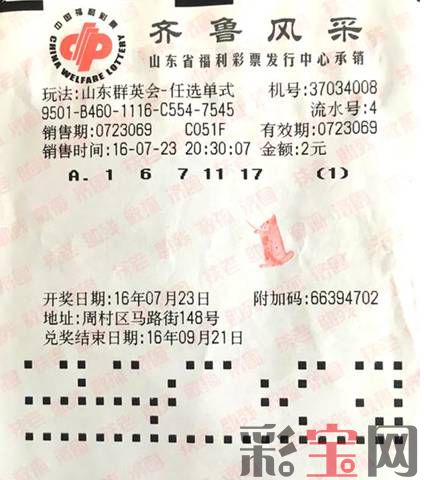 中国福利彩票
CHINA WELFARE LOTTERY
齐鲁风采
山东省福利彩票发行中心承销
玩法:山东群英会-任选单式 机号:37034008
9501-B460-1116-C554-7545 流水号:4
销售期:0723069 C051F 有效期:0723069
销售时间:16-07-23 20:30:07 金额:2元
A. 1 6 7 11 17 (1)
开奖日期:16年07月23日 附加码:66394702
地址:周村区马路街148号
兑奖结束日期:16年09月21日
彩宝网